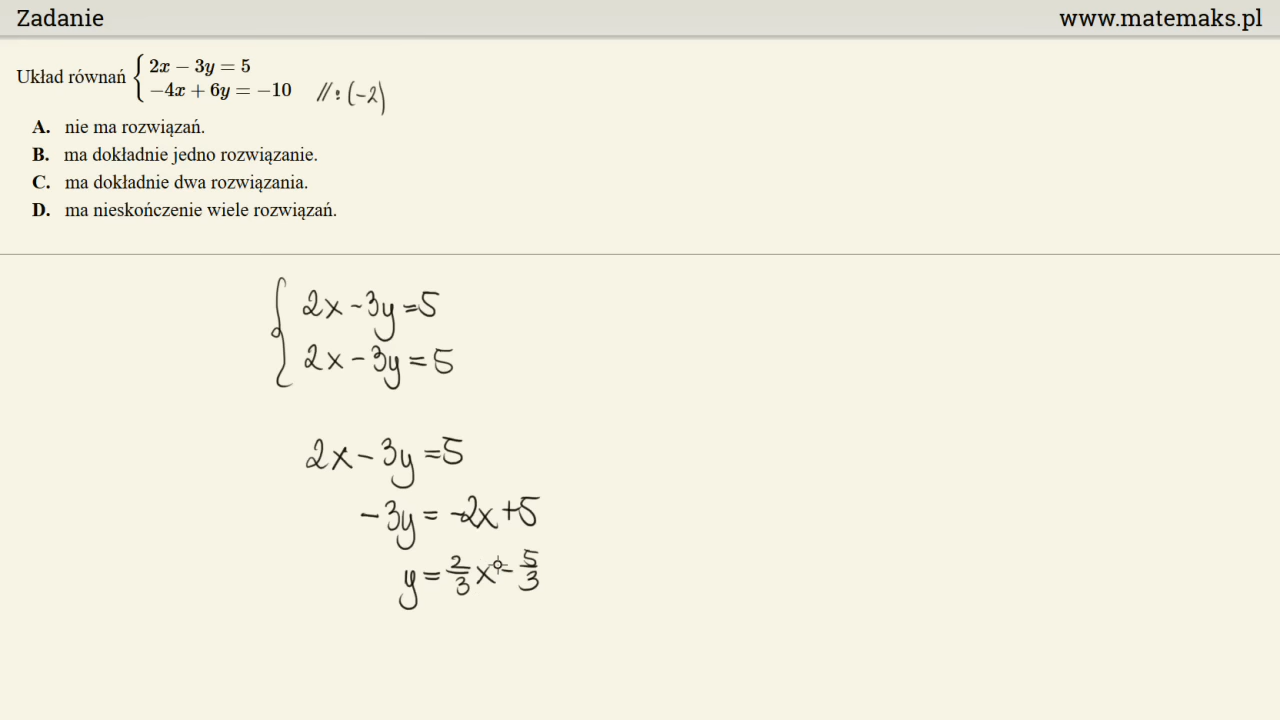 Zadanie
www.matemaks.pl
Układ równań { 2x − 3y = 5
−4x + 6y = −10 //:(-2)
A. nie ma rozwiązań.
B. ma dokładnie jedno rozwiązanie.
C. ma dokładnie dwa rozwiązania.
D. ma nieskończenie wiele rozwiązań.
{ 2x-3y=5
2x-3y=5
2x-3y=5
-3y=-2x+5
y=2/3x-5/3